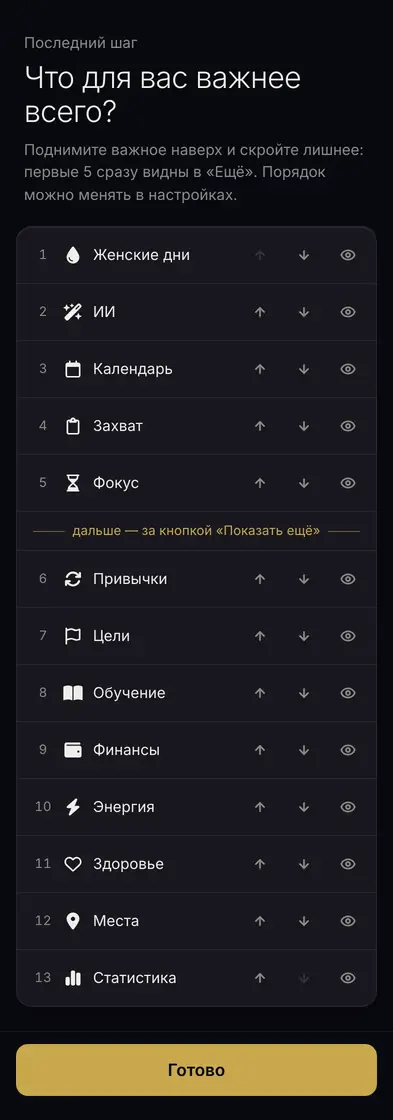 Последний шаг
Что для вас важнее
всего?
Поднимите важное наверх и скройте лишнее:
первые 5 сразу видны в «Ещё». Порядок
можно менять в настройках.
1 Женские дни
2 ИИ
3 Календарь
4 Захват
5 Фокус
дальше — за кнопкой «Показать ещё»
6 Привычки
7 Цели
8 Обучение
9 Финансы
10 Энергия
11 Здоровье
12 Места
13 Статистика
Готово